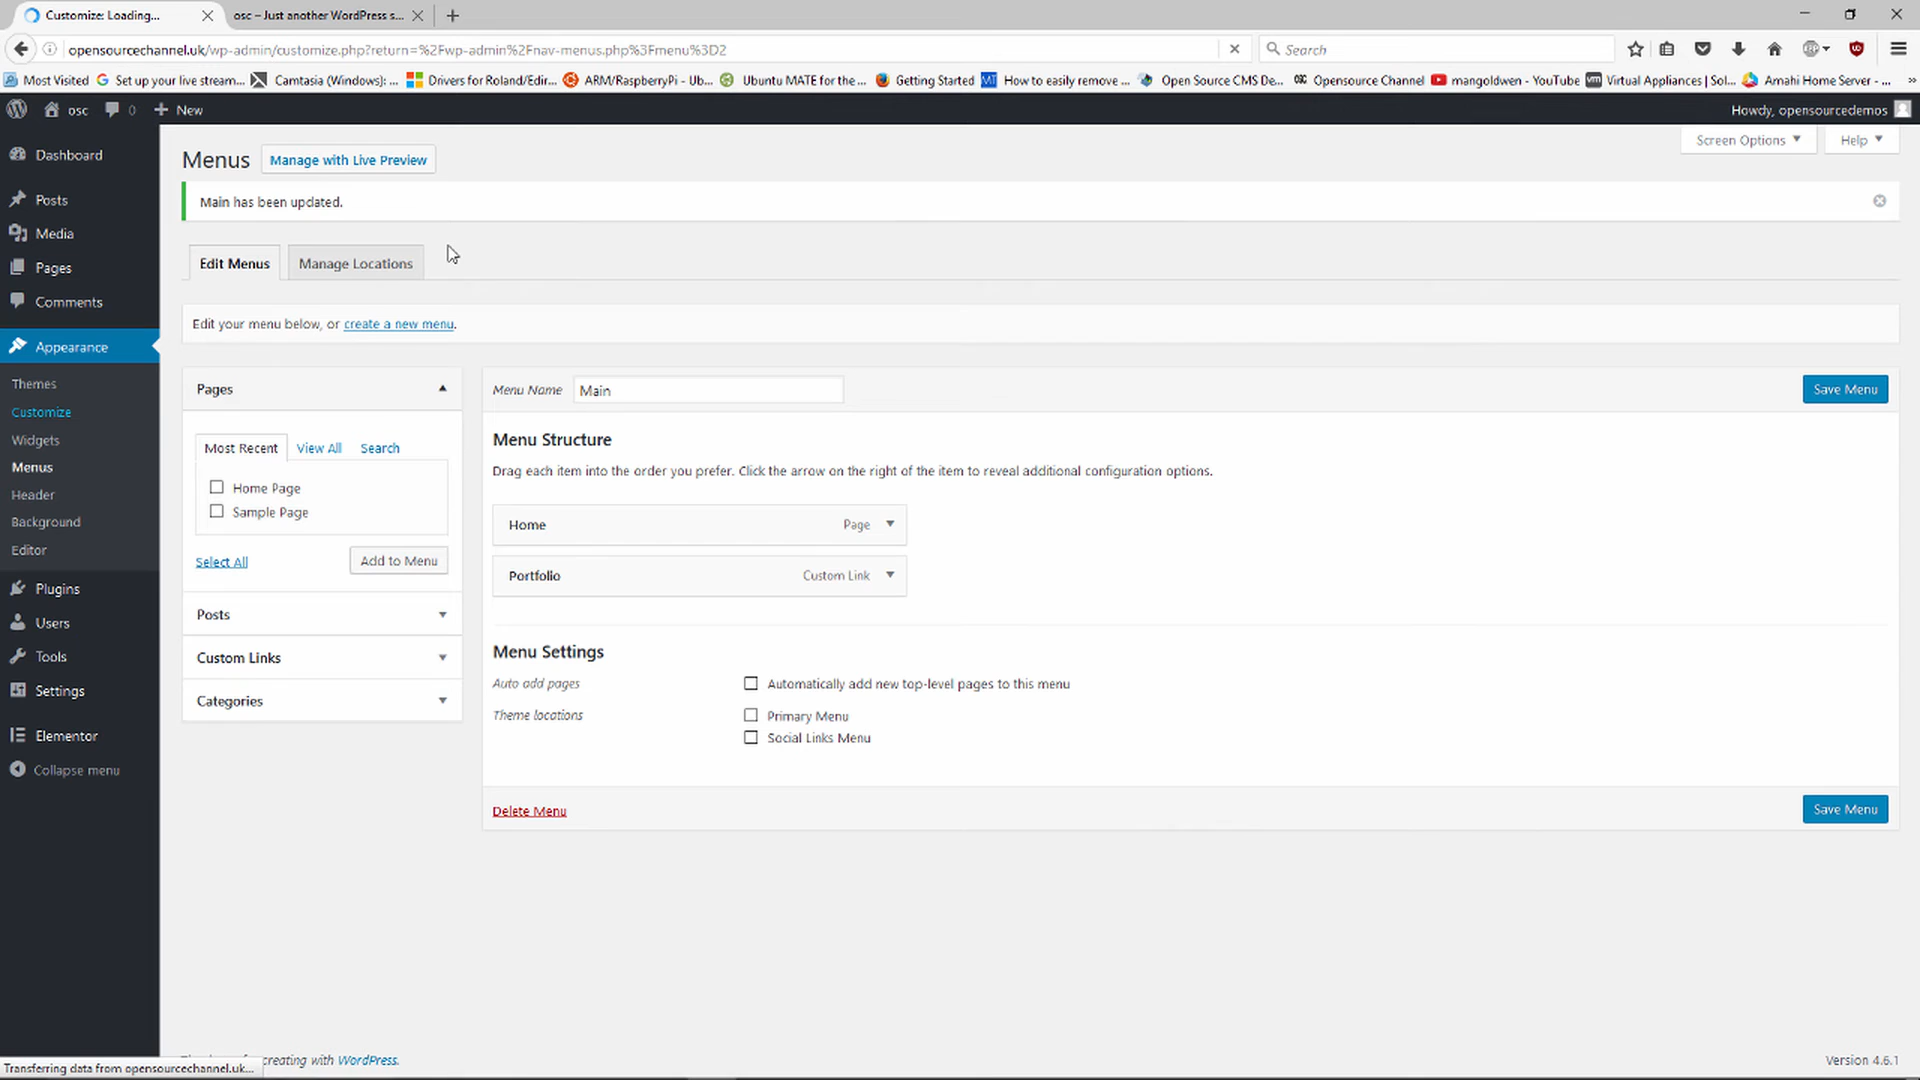 Customize: Loading...
osc – Just another WordPress s...
opensourcechannel.uk/wp-admin/customize.php?return=%2Fwp-admin%2Fnav-menus.php%3Fmenu%3D2
Search
Most Visited
Set up your live stream...
Camtasia (Windows): ...
Drivers for Roland/Edir...
ARM/RaspberryPi - Ub...
Ubuntu MATE for the ...
Getting Started
How to easily remove ...
Open Source CMS De...
Opensource Channel
mangoldwen - YouTube
Virtual Appliances | Sol...
Amahi Home Server - ...
osc
0
New
Howdy, opensourcedemos
Dashboard
Posts
Media
Pages
Comments
Appearance
Themes
Customize
Widgets
Menus
Header
Background
Editor
Plugins
Users
Tools
Settings
Elementor
Collapse menu
Screen Options
Help
Menus
Manage with Live Preview
Main has been updated.
Edit Menus
Manage Locations
Edit your menu below, or create a new menu.
Pages
Most Recent
View All
Search
Home Page
Sample Page
Select All
Add to Menu
Posts
Custom Links
Categories
Menu Name
Main
Save Menu
Menu Structure
Drag each item into the order you prefer. Click the arrow on the right of the item to reveal additional configuration options.
Home
Page
Portfolio
Custom Link
Menu Settings
Auto add pages
Automatically add new top-level pages to this menu
Theme locations
Primary Menu
Social Links Menu
Delete Menu
Save Menu
creating with WordPress.
Version 4.6.1
Transferring data from opensourcechannel.uk...